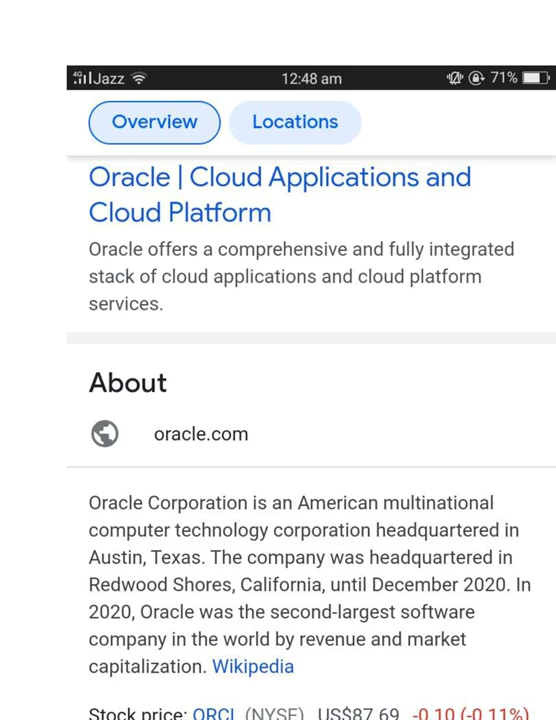 4G Jazz 12:48 am 71%
Overview Locations
Oracle | Cloud Applications and
Cloud Platform
Oracle offers a comprehensive and fully integrated
stack of cloud applications and cloud platform
services.
About
oracle.com
Oracle Corporation is an American multinational
computer technology corporation headquartered in
Austin, Texas. The company was headquartered in
Redwood Shores, California, until December 2020. In
2020, Oracle was the second-largest software
company in the world by revenue and market
capitalization. Wikipedia
Stock price: ORCL (NYSE) US$87.69 -0.10 (-0.11%)